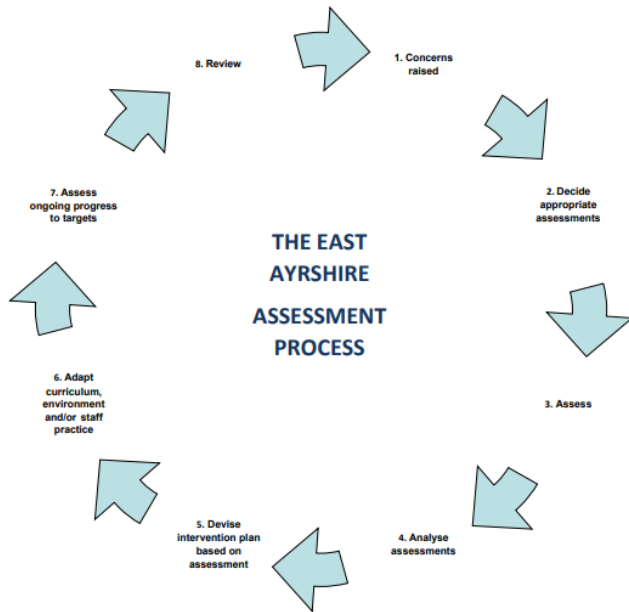 8. Review
1. Concerns
raised
2. Decide
appropriate
assessments
3. Assess
4. Analyse
assessments
5. Devise
intervention plan
based on
assessment
6. Adapt
curriculum,
environment
and/or staff
practice
7. Assess
ongoing progress
to targets
THE EAST
AYRSHIRE
ASSESSMENT
PROCESS